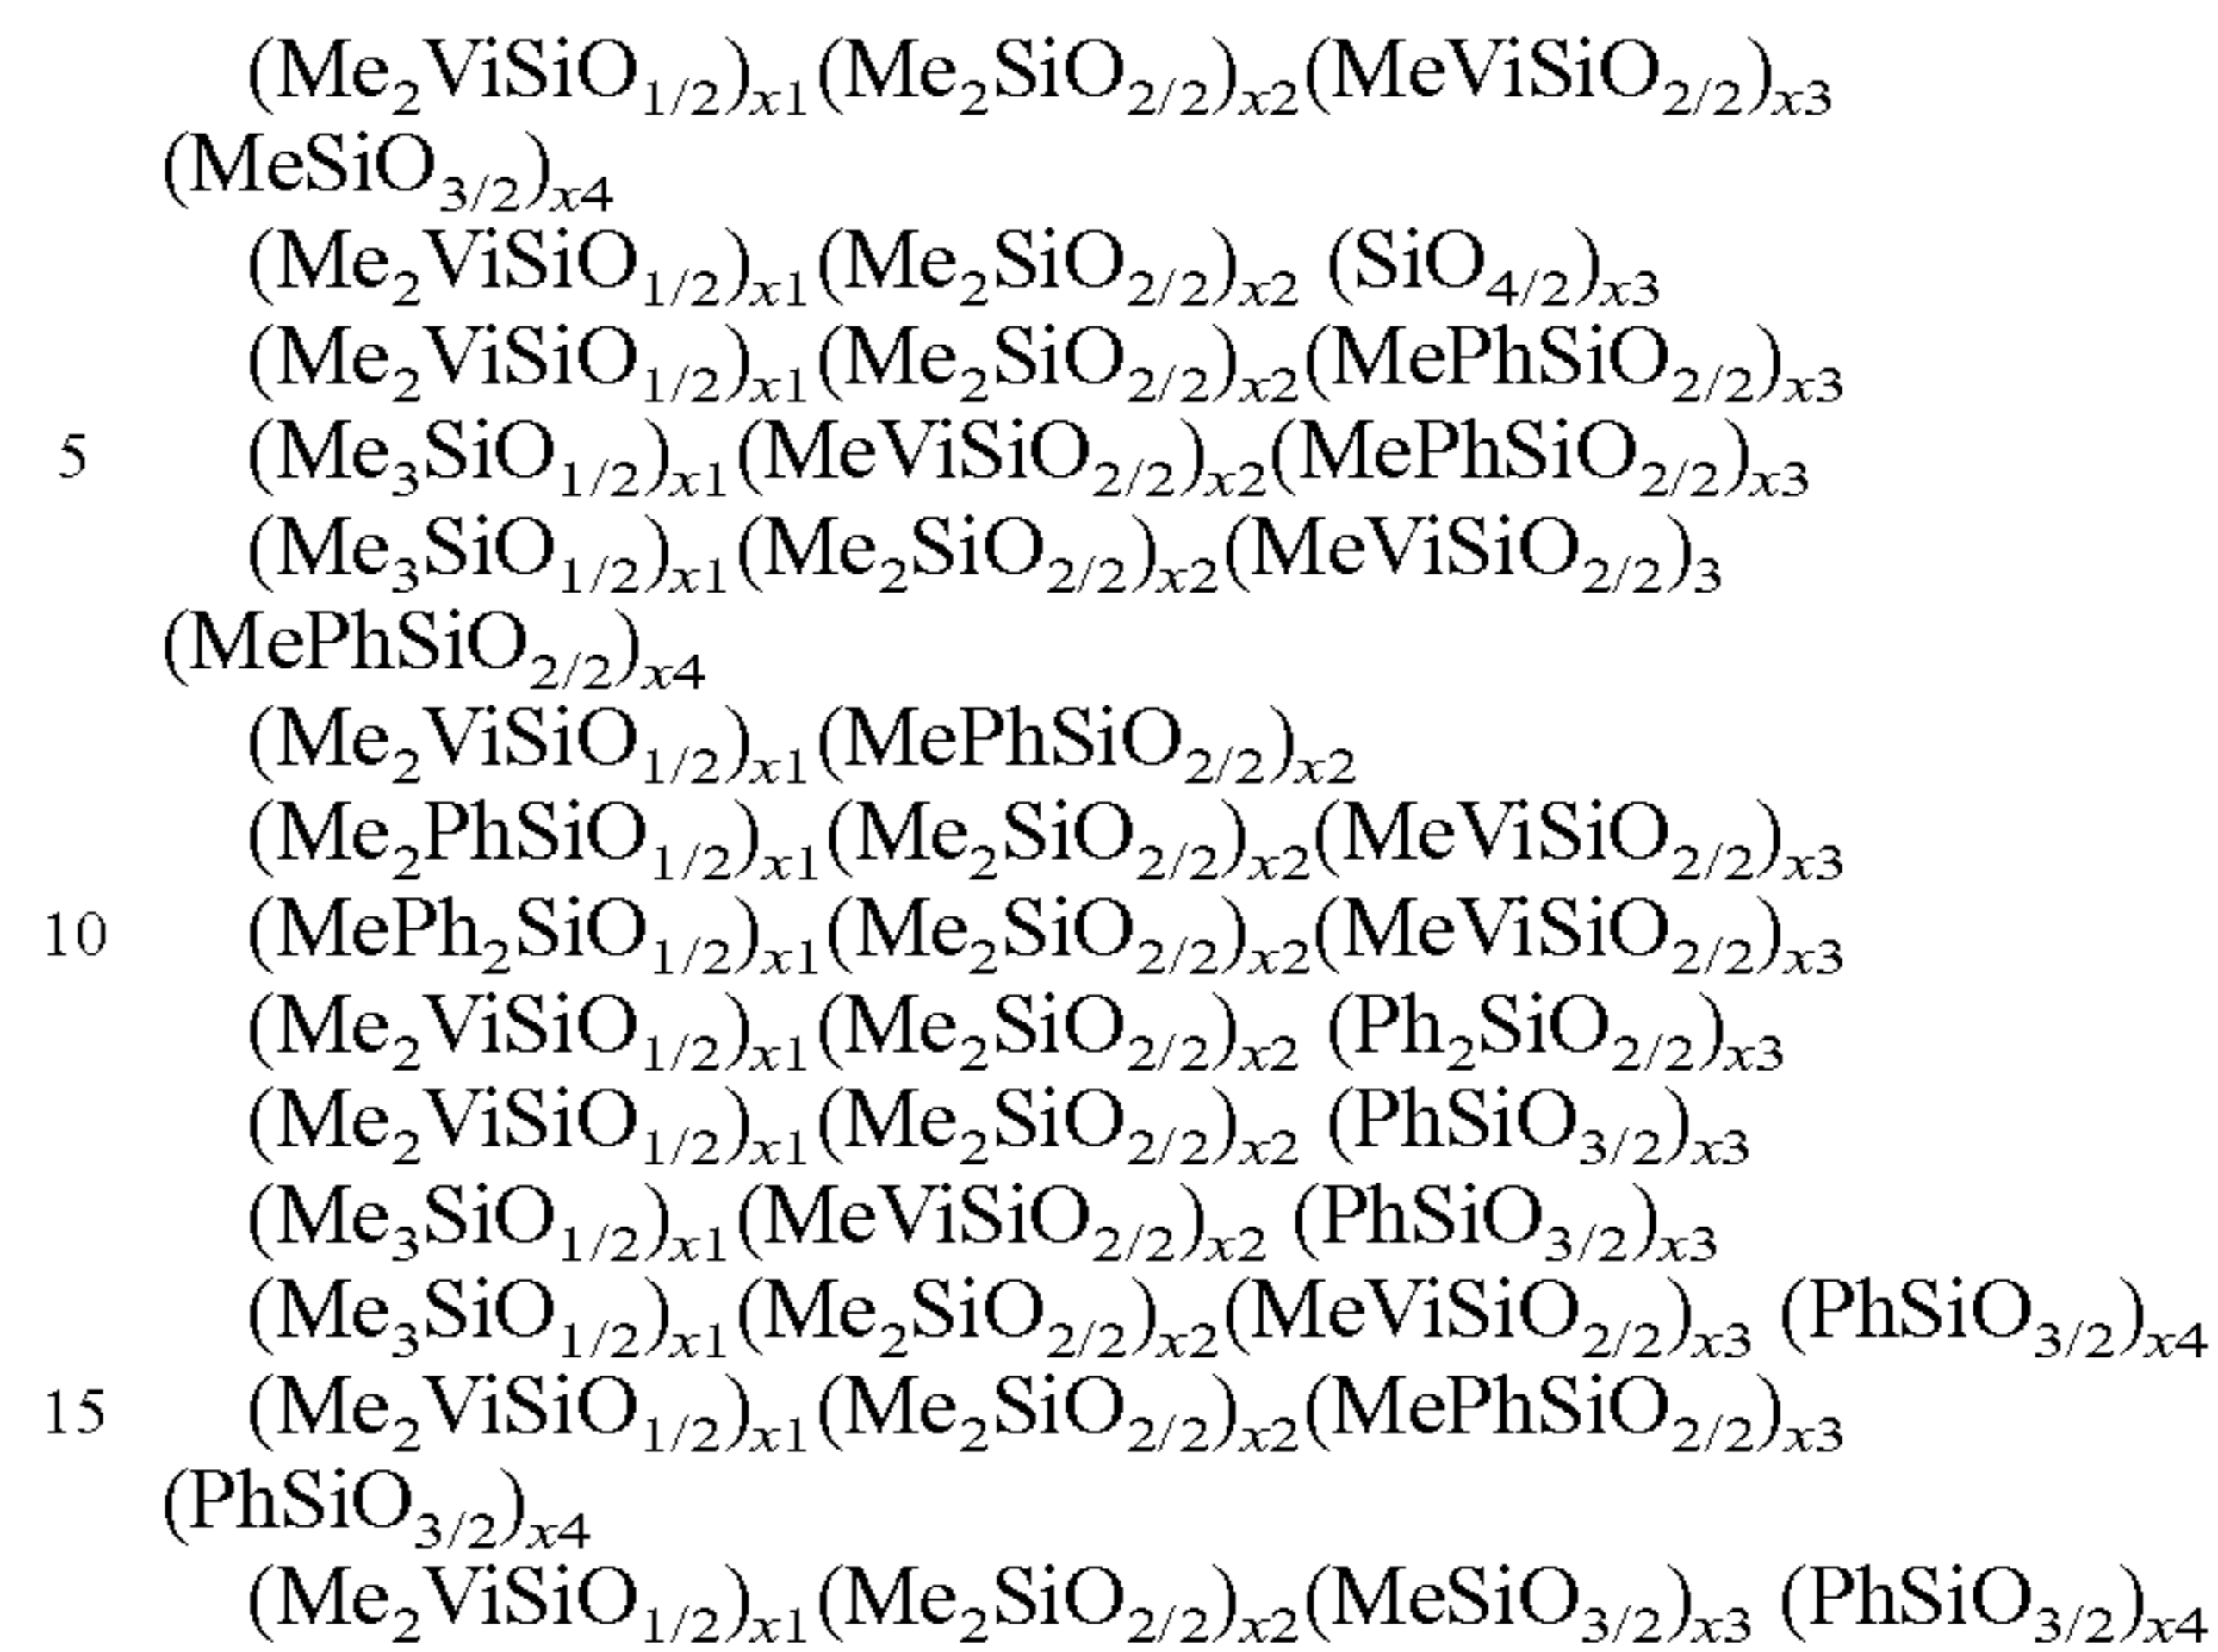 (Me₂ViSiO₁/₂)ₓ₁(Me₂SiO₂/₂)ₓ₂(MeViSiO₂/₂)ₓ₃
(MeSiO₃/₂)ₓ₄
(Me₂ViSiO₁/₂)ₓ₁(Me₂SiO₂/₂)ₓ₂ (SiO₄/₂)ₓ₃
(Me₂ViSiO₁/₂)ₓ₁(Me₂SiO₂/₂)ₓ₂(MePhSiO₂/₂)ₓ₃
5 (Me₃SiO₁/₂)ₓ₁(MeViSiO₂/₂)ₓ₂(MePhSiO₂/₂)ₓ₃
(Me₃SiO₁/₂)ₓ₁(Me₂SiO₂/₂)ₓ₂(MeViSiO₂/₂)₃
(MePhSiO₂/₂)ₓ₄
(Me₂ViSiO₁/₂)ₓ₁(MePhSiO₂/₂)ₓ₂
(Me₂PhSiO₁/₂)ₓ₁(Me₂SiO₂/₂)ₓ₂(MeViSiO₂/₂)ₓ₃
10 (MePh₂SiO₁/₂)ₓ₁(Me₂SiO₂/₂)ₓ₂(MeViSiO₂/₂)ₓ₃
(Me₂ViSiO₁/₂)ₓ₁(Me₂SiO₂/₂)ₓ₂ (Ph₂SiO₂/₂)ₓ₃
(Me₂ViSiO₁/₂)ₓ₁(Me₂SiO₂/₂)ₓ₂ (PhSiO₃/₂)ₓ₃
(Me₃SiO₁/₂)ₓ₁(MeViSiO₂/₂)ₓ₂ (PhSiO₃/₂)ₓ₃
(Me₃SiO₁/₂)ₓ₁(Me₂SiO₂/₂)ₓ₂(MeViSiO₂/₂)ₓ₃ (PhSiO₃/₂)ₓ₄
15 (Me₂ViSiO₁/₂)ₓ₁(Me₂SiO₂/₂)ₓ₂(MePhSiO₂/₂)ₓ₃
(PhSiO₃/₂)ₓ₄
(Me₂ViSiO₁/₂)ₓ₁(Me₂SiO₂/₂)ₓ₂(MeSiO₃/₂)ₓ₃ (PhSiO₃/₂)ₓ₄